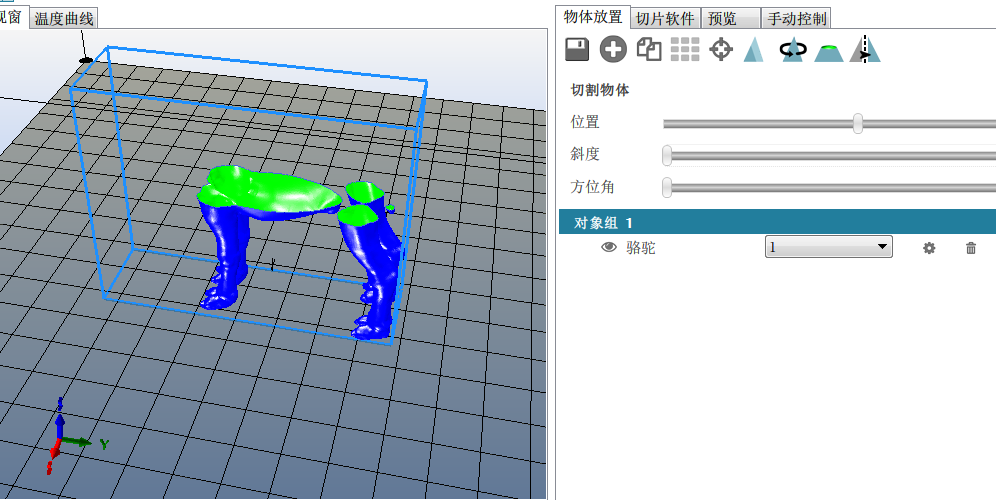 视窗 温度曲线
物体放置 切片软件 预览 手动控制
切割物体
位置
斜度
方位角
对象组 1
骆驼 1
Y